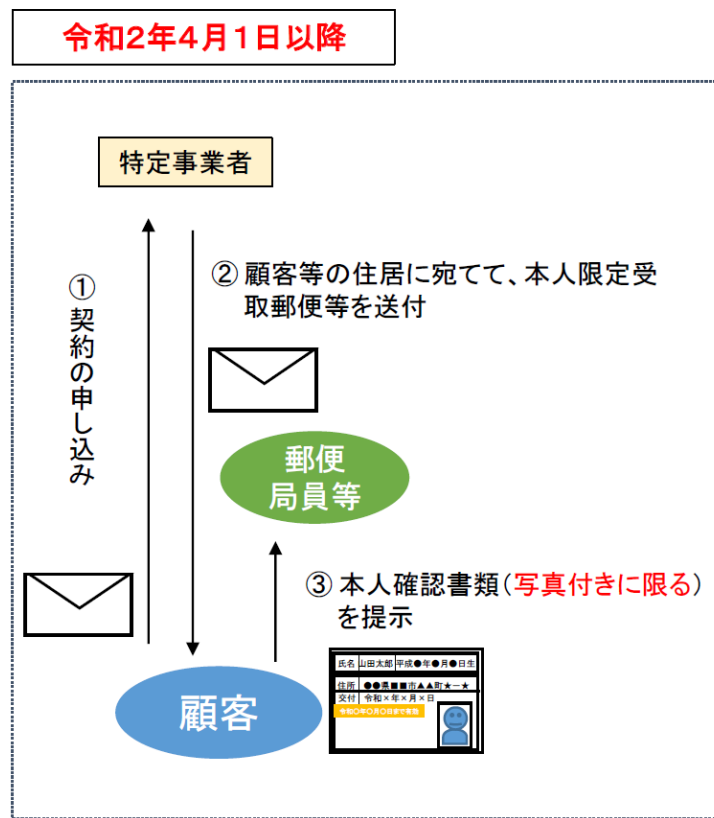 令和2年4月1日以降
特定事業者
① 契約の申し込み
② 顧客等の住居に宛てて、本人限定受
取郵便等を送付
郵便
局員等
③ 本人確認書類(写真付きに限る)
を提示
顧客
氏名 山田太郎 平成●年●月●日生
住所 ●●県■■市▲▲町★ー★
交付 令和×年×月×日
令和〇年〇月〇日まで有効